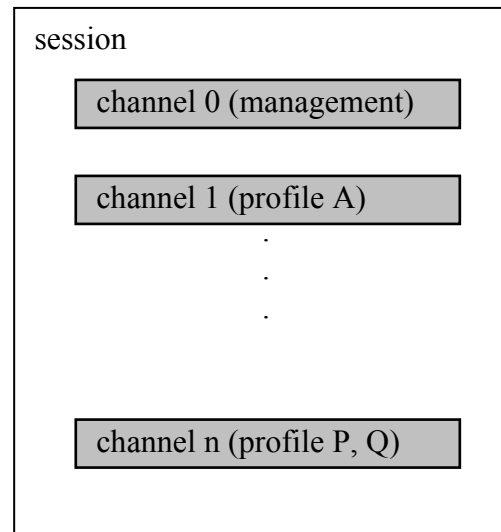 session
channel 0 (management)
channel 1 (profile A)
.
.
.
channel n (profile P, Q)